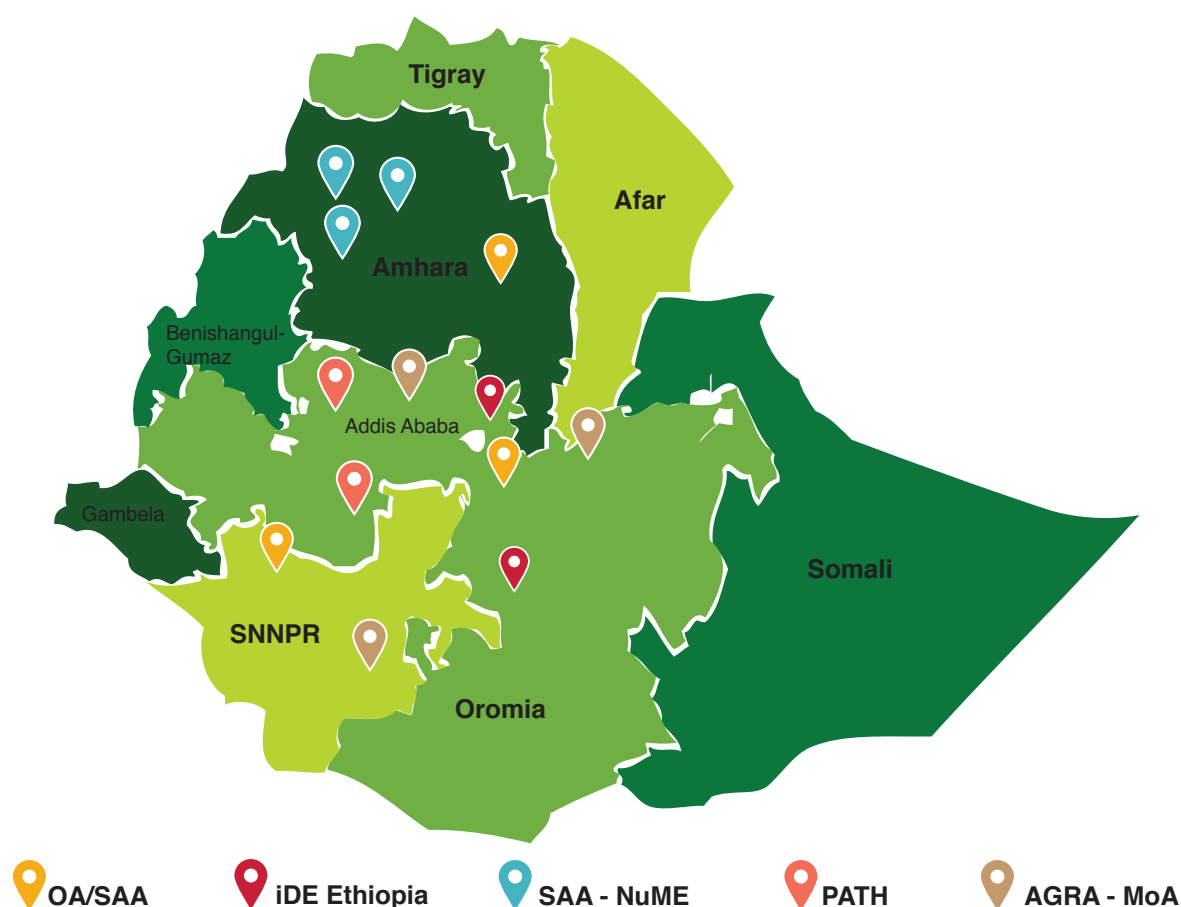 Tigray
Afar
Amhara
Benishangul-
Gumaz
Addis Ababa
Gambela
Somali
SNNPR
Oromia
OA/SAA
iDE Ethiopia
SAA - NuME
PATH
AGRA - MoA